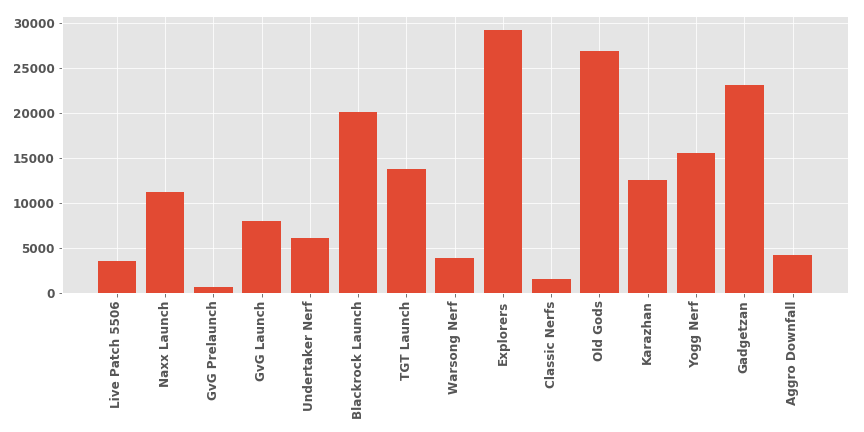 30000
25000
20000
15000
10000
5000
0
Live Patch 5506
Naxx Launch
GvG Prelaunch
GvG Launch
Undertaker Nerf
Blackrock Launch
TGT Launch
Warsong Nerf
Explorers
Classic Nerfs
Old Gods
Karazhan
Yogg Nerf
Gadgetzan
Aggro Downfall